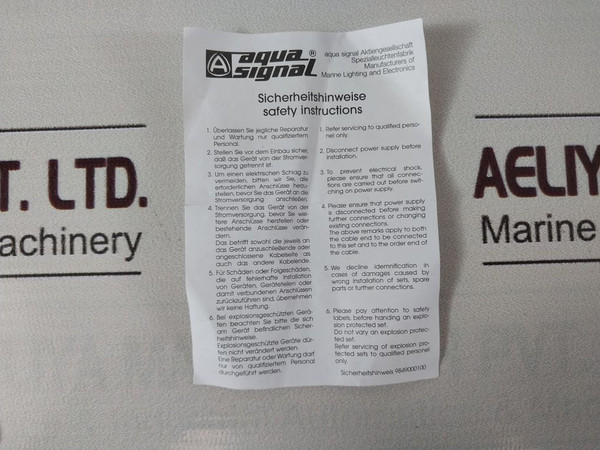 aqua signal ®
aqua signal Aktiengesellschaft
Spezialleuchtenfabrik
Manufacturers of
Marine Lighting and Electronics
Sicherheitshinweise
safety instructions
1. Überlassen Sie jegliche Reparatur
und Wartung nur qualifiziertem
Personal.
2. Stellen Sie vor dem Einbau sicher,
daß das Gerät von der Stromver-
sorgung getrennt ist.
3. Um einen elektrischen Schlag zu
vermeiden, bitten wir Sie, alle
erforderlichen Anschlüsse herzu-
stellen, bevor Sie das Gerät an die
Stromversorgung anschließen.
4. Trennen Sie das Gerät von der
Stromversorgung, bevor Sie wei-
tere Anschlüsse herstellen oder
bestehende Anschlüsse verän-
dern.
Das betrifft sowohl die jeweils an
das Gerät anzuschließende oder
angeschlossene Kabelseite als
auch das andere Kabelende.
5. Für Schäden oder Folgeschäden,
die auf fehlerhafte Installation
von Geräten, Geräteteilen oder
damit verbundenen Anschlüssen
zurückzuführen sind, übernehmen
wir keine Haftung.
6. Bei explosionsgeschützten Gerä-
ten beachten Sie bitte die sich
am Gerät befindlichen Sicher-
heitshinweise.
Explosionsgeschützte Geräte dür-
fen nicht verändert werden.
Eine Reparatur oder Wartung darf
nur von qualifiziertem Personal
durchgeführt werden.
1. Refer servicing to qualified perso-
nel only.
2. Disconnect power supply before
installation.
3. To prevent electrical shock,
please ensure that all connec-
tions are carried out before swit-
ching on power supply.
4. Please ensure that power supply
is disconnected before making
further connections or changing
existing connections.
The above remarks apply to both
the cable end to be connected
to this set and to the order end of
the cable.
5. We decline idemnification in
cases of damages caused by
wrong installation of sets, spare
parts or further connections.
6. Please pay attention to safety
labels, before handing an explo-
sion protected set.
Do not vary an explosion protec-
ted set.
Refer servicing of explosion pro-
tected sets to qualified personel
only.
Sicherheitshinweis 9849000100
T. LTD.
achinery
AELIY
Marine